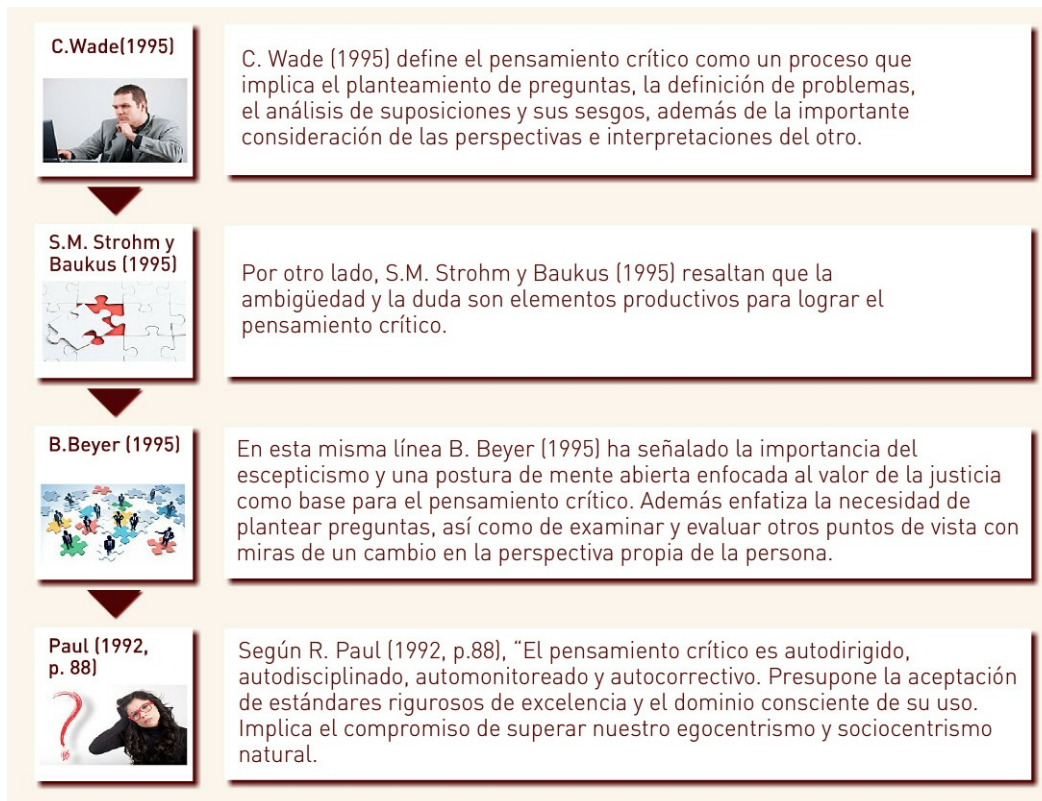 C.Wade(1995)
C. Wade (1995) define el pensamiento crítico como un proceso que
implica el planteamiento de preguntas, la definición de problemas,
el análisis de suposiciones y sus sesgos, además de la importante
consideración de las perspectivas e interpretaciones del otro.
S.M. Strohm y
Baukus (1995)
Por otro lado, S.M. Strohm y Baukus (1995) resaltan que la
ambigüedad y la duda son elementos productivos para lograr el
pensamiento crítico.
B.Beyer (1995)
En esta misma línea B. Beyer (1995) ha señalado la importancia del
escepticismo y una postura de mente abierta enfocada al valor de la justicia
como base para el pensamiento crítico. Además enfatiza la necesidad de
plantear preguntas, así como de examinar y evaluar otros puntos de vista con
miras de un cambio en la perspectiva propia de la persona.
Paul (1992,
p. 88)
Según R. Paul (1992, p.88), “El pensamiento crítico es autodirigido,
autodisciplinado, automonitoreado y autocorrectivo. Presupone la aceptación
de estándares rigurosos de excelencia y el dominio consciente de su uso.
Implica el compromiso de superar nuestro egocentrismo y sociocentrismo
natural.